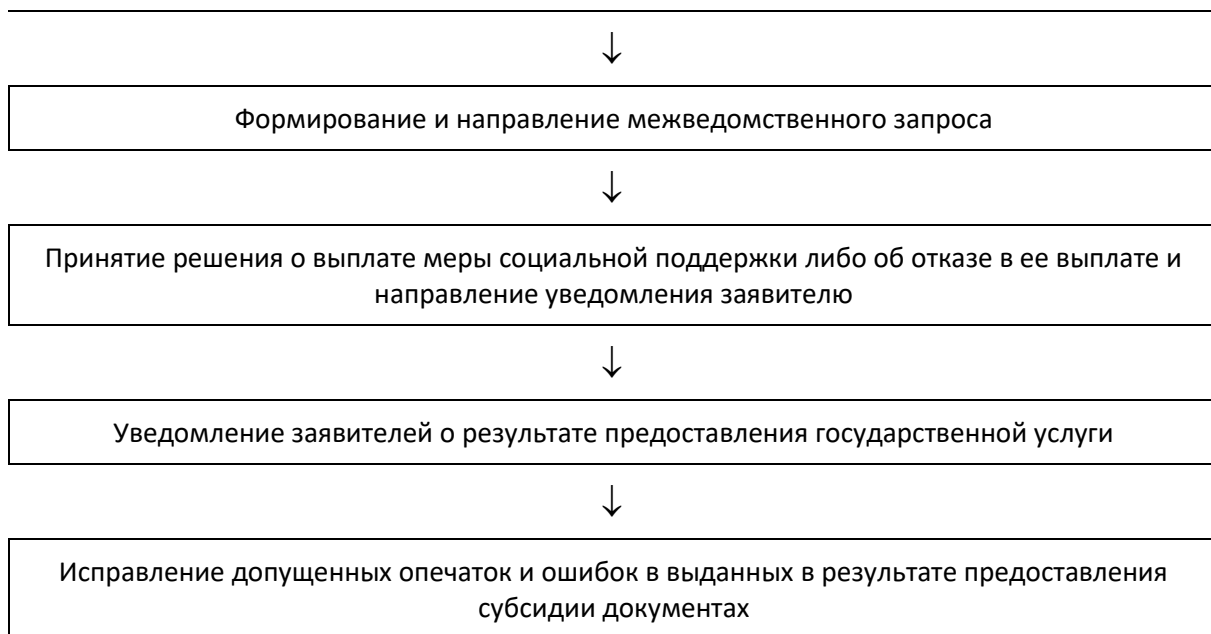 ↓
Формирование и направление межведомственного запроса
↓
Принятие решения о выплате меры социальной поддержки либо об отказе в ее выплате и
направление уведомления заявителю
↓
Уведомление заявителей о результате предоставления государственной услуги
↓
Исправление допущенных опечаток и ошибок в выданных в результате предоставления
субсидии документах